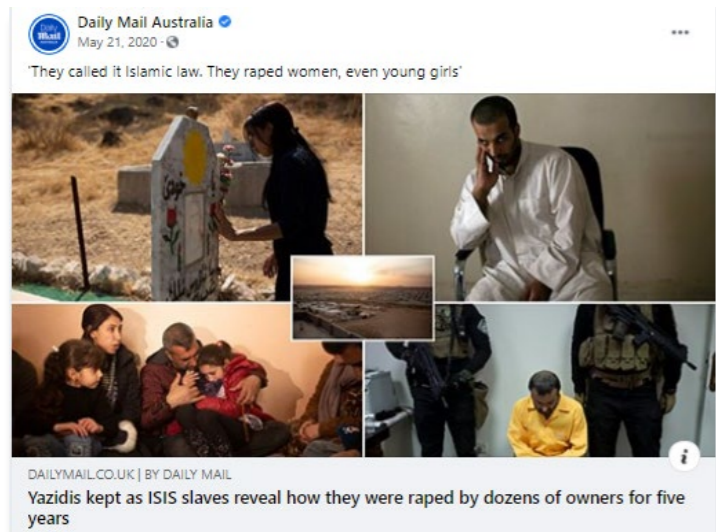 Daily Mail Australia
May 21, 2020 ·
'They called it Islamic law. They raped women, even young girls'
DAILYMAIL.CO.UK | BY DAILY MAIL
Yazidis kept as ISIS slaves reveal how they were raped by dozens of owners for five
years